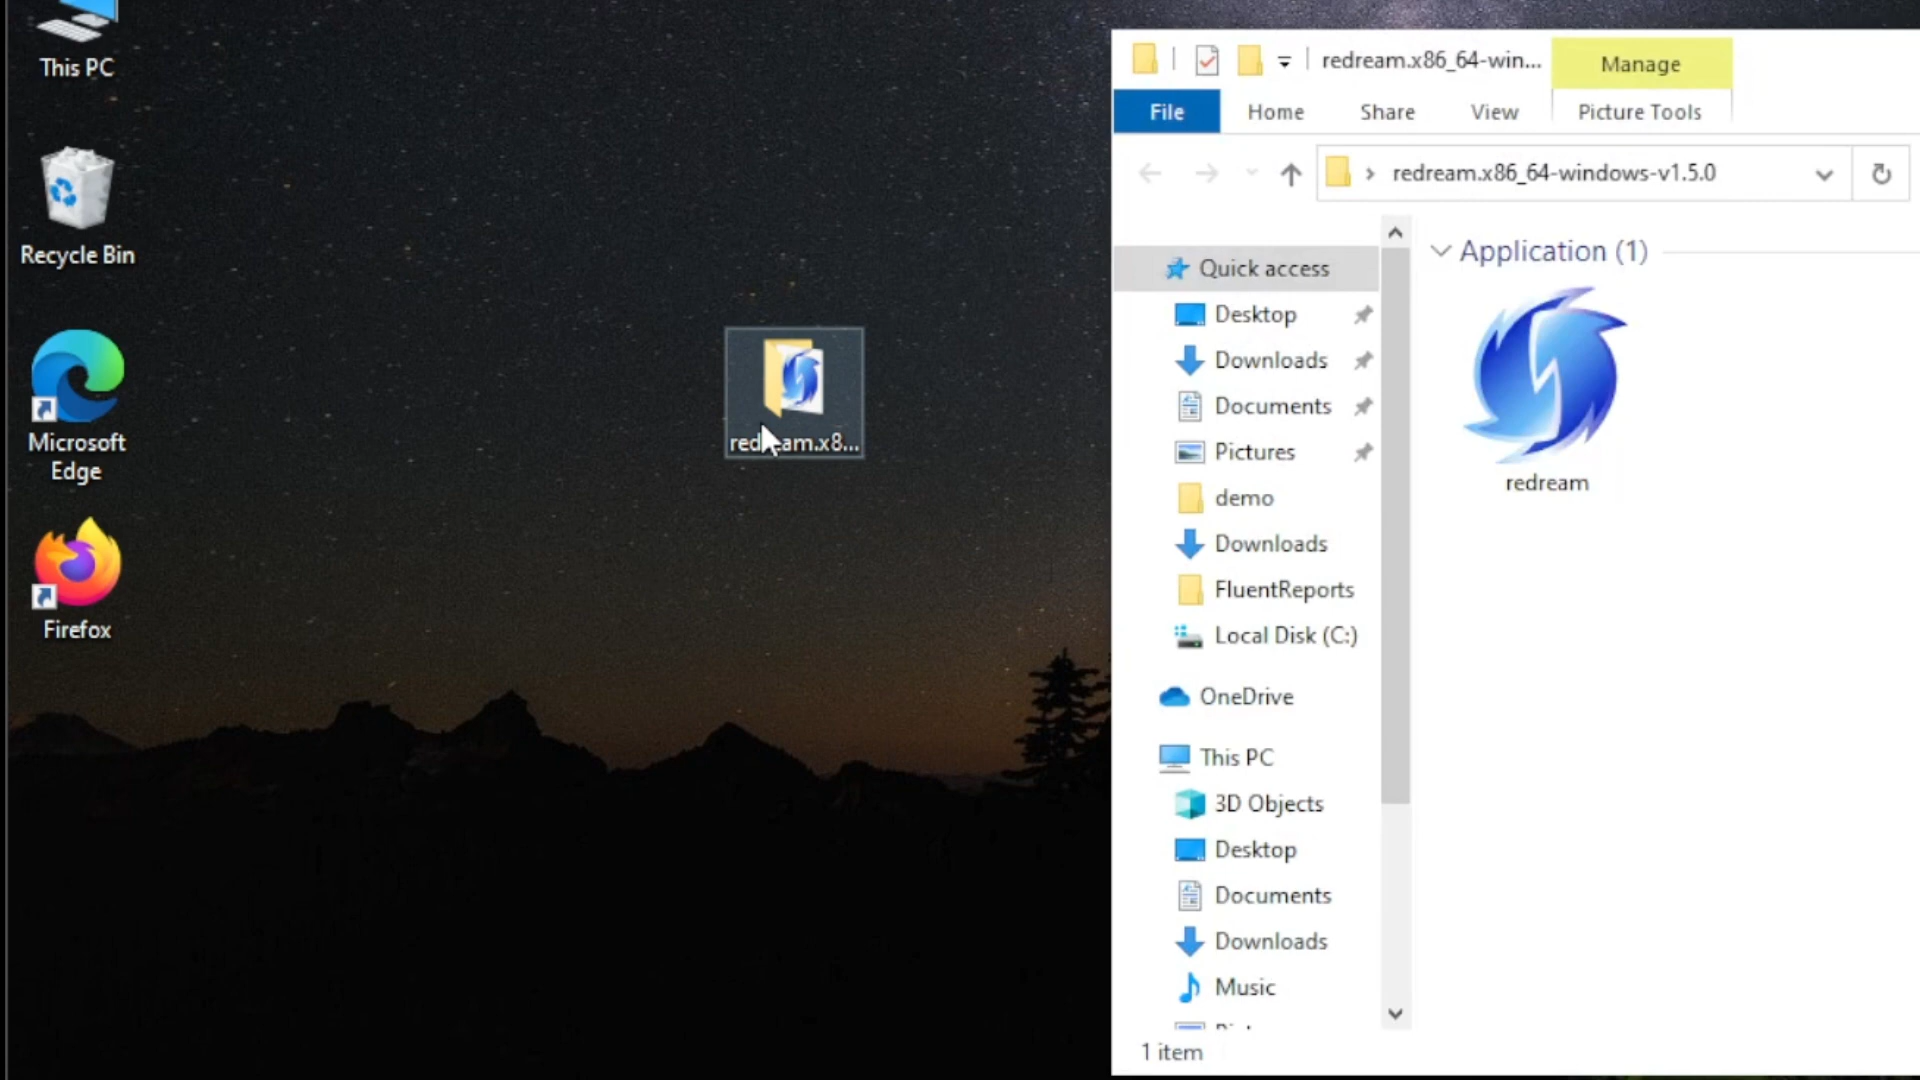 This PC
Recycle Bin
Microsoft
Edge
Firefox
redream.x86_64-win...
Manage
File
Home
Share
View
Picture Tools
redream.x86_64-windows-v1.5.0
Quick access
Desktop
Downloads
Documents
Pictures
demo
Downloads
FluentReports
Local Disk (C:)
OneDrive
This PC
3D Objects
Desktop
Documents
Downloads
Music
Application (1)
redream
1 item